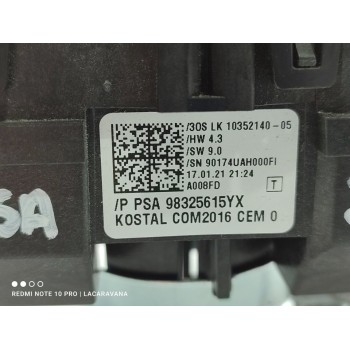 /3OS LK 10352140-05
/HW 4.3
/SW 9.0
/SN 90174UAH000FI
17.01.21 21:24
A008FD
T
/P PSA 98325615YX
KOSTAL COM2016 CEM 0
SA
REDMI NOTE 10 PRO | LACARAVANA